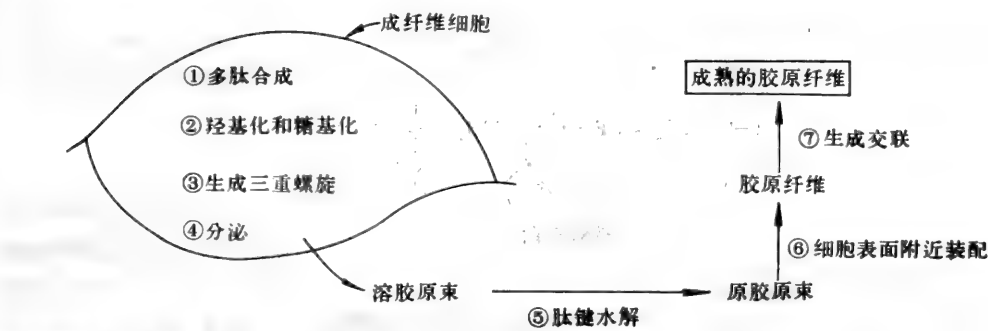 成纤维细胞
①多肽合成
②羟基化和糖基化
③生成三重螺旋
④分泌
溶胶原束
⑤肽键水解
原胶原束
⑥细胞表面附近装配
胶原纤维
⑦生成交联
成熟的胶原纤维